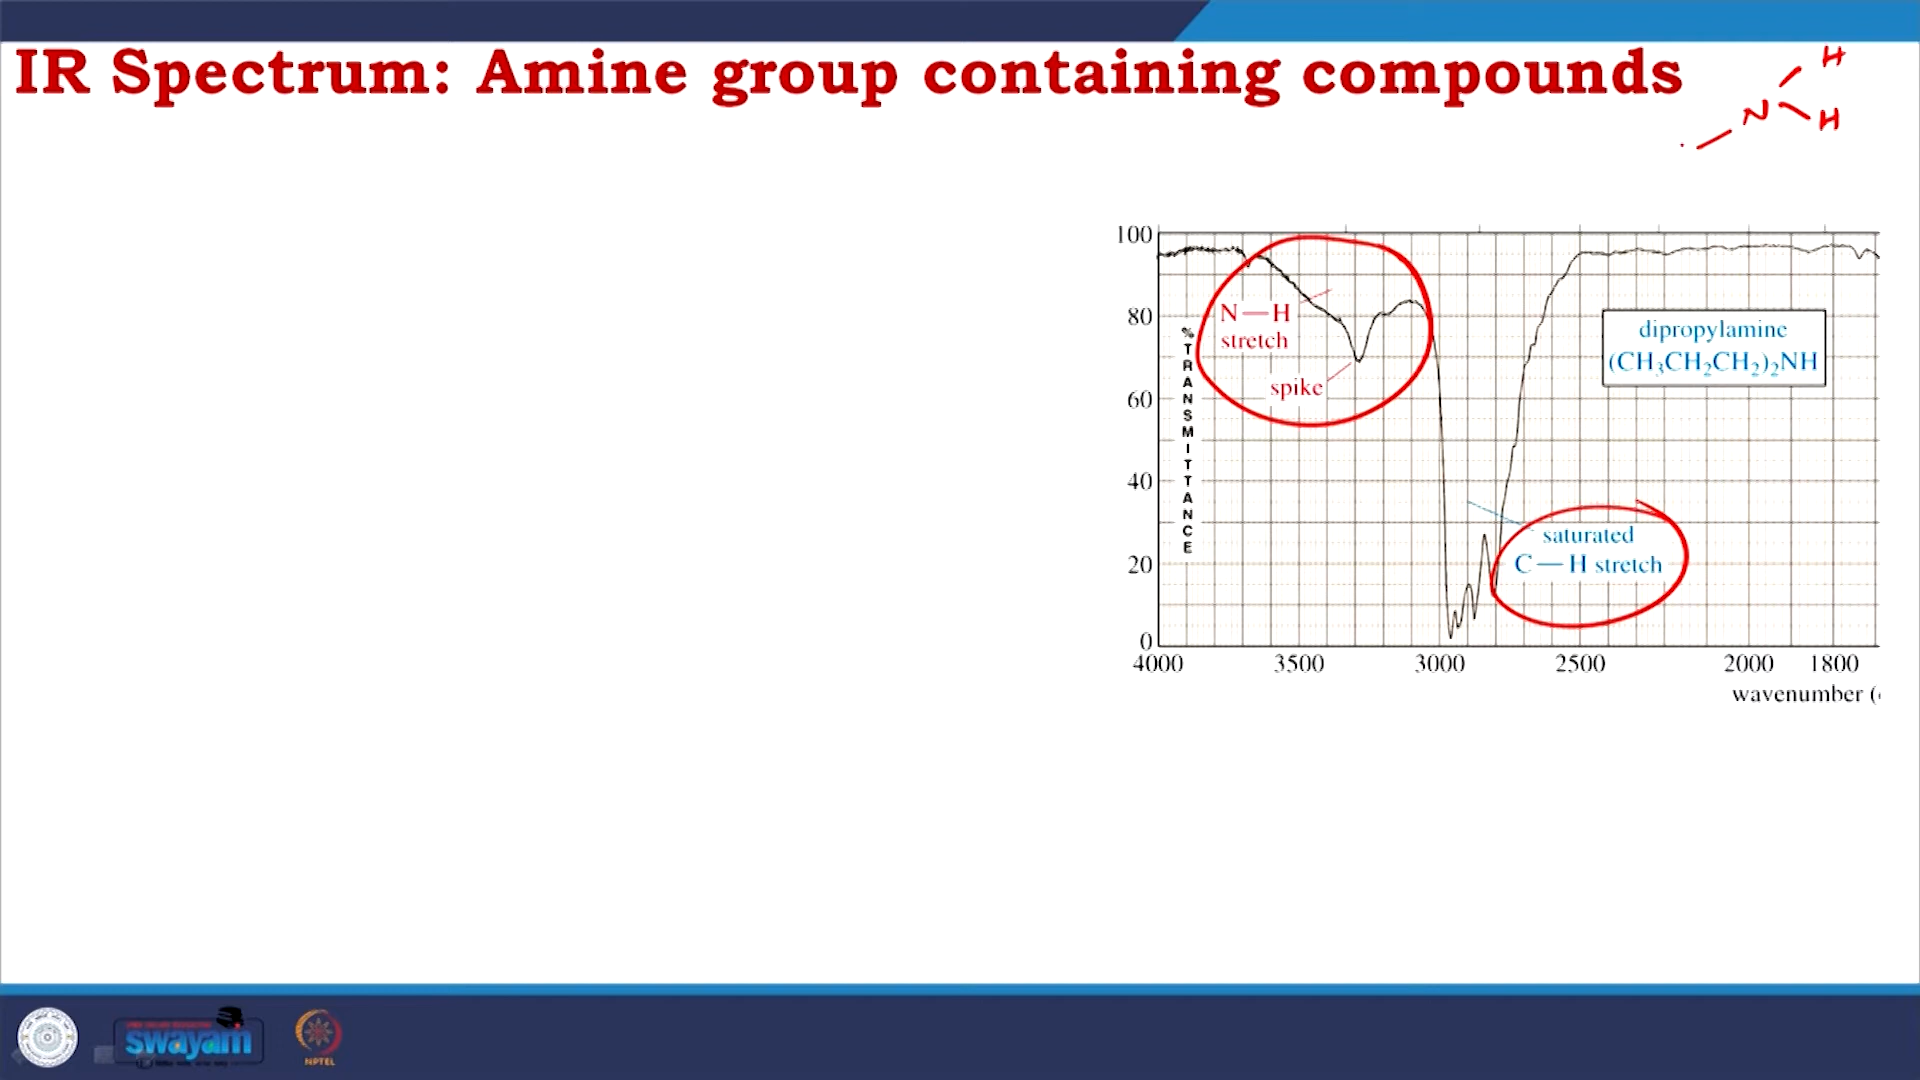 IR Spectrum: Amine group containing compounds
N
H
H
100
80
60
40
20
0
% TRANSMITTANCE
N—H
stretch
spike
dipropylamine
(CH₃CH₂CH₂)₂NH
saturated
C—H stretch
4000 3500 3000 2500 2000 1800
wavenumber (
swayam
NPTEL